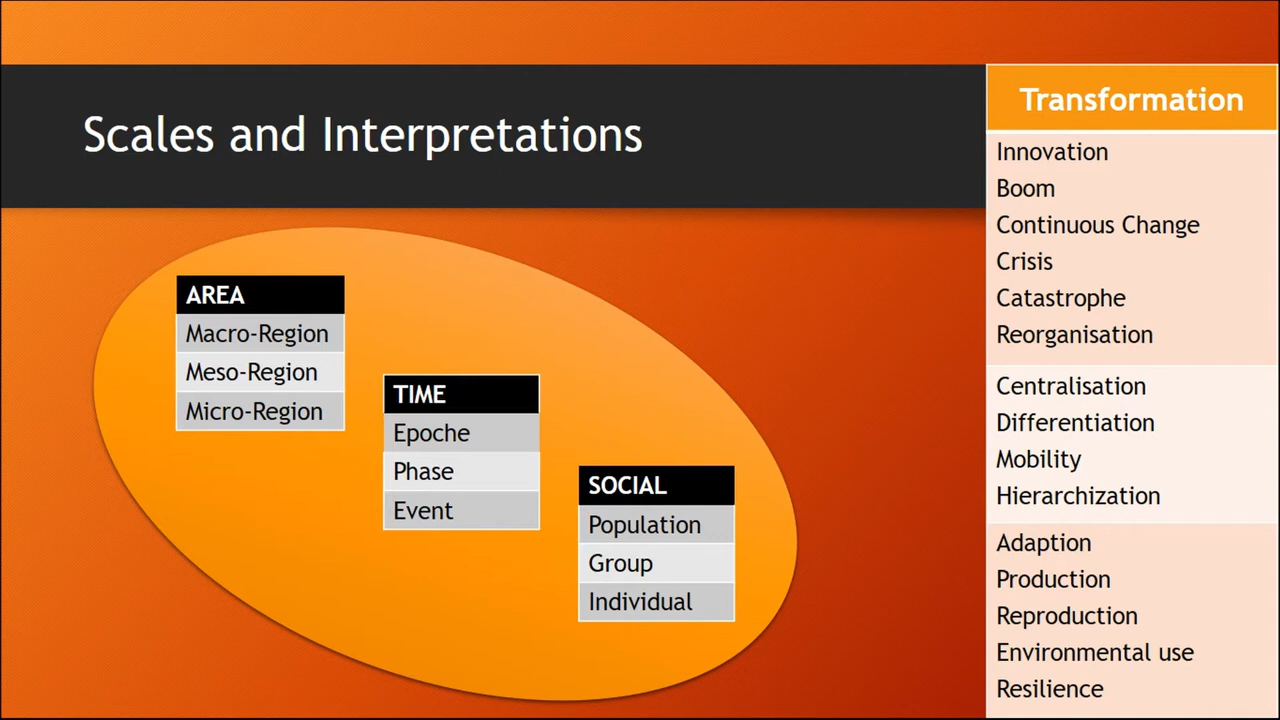 Scales and Interpretations
AREA
Macro-Region
Meso-Region
Micro-Region
TIME
Epoche
Phase
Event
SOCIAL
Population
Group
Individual
Transformation
Innovation
Boom
Continuous Change
Crisis
Catastrophe
Reorganisation
Centralisation
Differentiation
Mobility
Hierarchization
Adaption
Production
Reproduction
Environmental use
Resilience